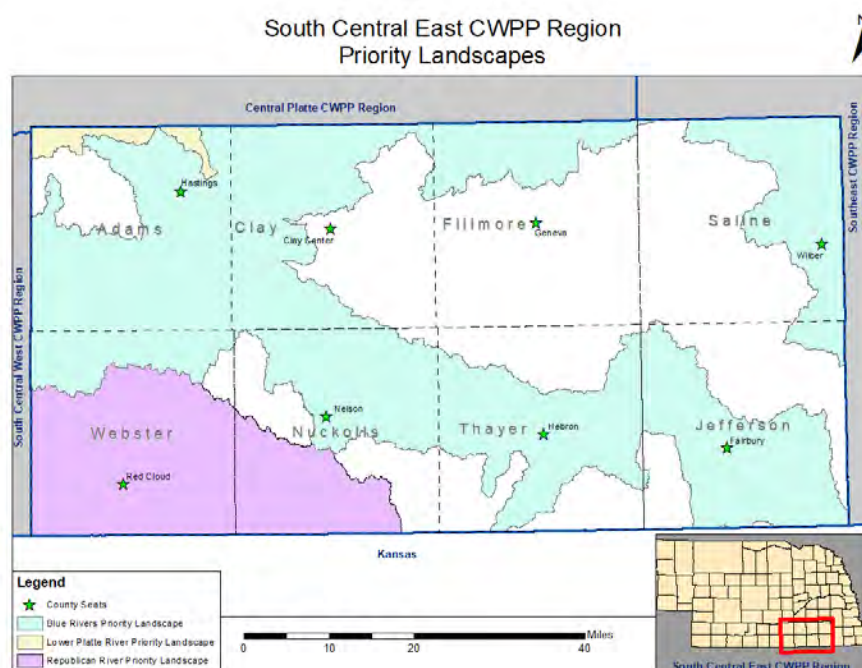 South Central East CWPP Region
Priority Landscapes
N
Central Platte CWPP Region
South Central West CWPP Region
Southeast CWPP Region
Hastings
Adams
Clay
Clay Center
Fillmore
Geneva
Saline
Wilber
Webster
Red Cloud
Nelson
Nuckolls
Thayer
Hebron
Jefferson
Fairbury
Kansas
Legend
County Seats
Blue Rivers Priority Landscape
Lower Platte River Priority Landscape
Republican River Priority Landscape
Miles
0 10 20 40
South Central East CWPP Region